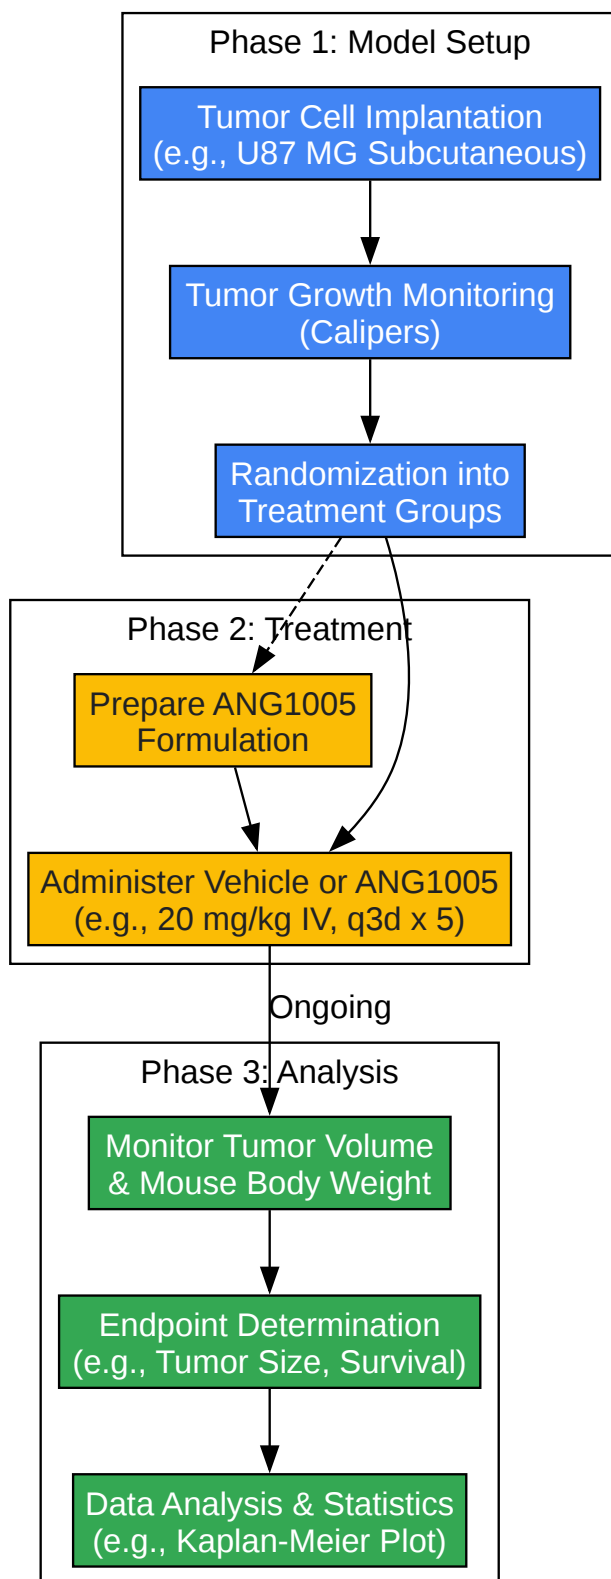 Phase 1: Model Setup
Tumor Cell Implantation
(e.g., U87 MG Subcutaneous)
Tumor Growth Monitoring
(Calipers)
Randomization into
Treatment Groups
Phase 2: Treatment
Prepare ANG1005
Formulation
Administer Vehicle or ANG1005
(e.g., 20 mg/kg IV, q3d x 5)
Ongoing
Phase 3: Analysis
Monitor Tumor Volume
& Mouse Body Weight
Endpoint Determination
(e.g., Tumor Size, Survival)
Data Analysis & Statistics
(e.g., Kaplan-Meier Plot)